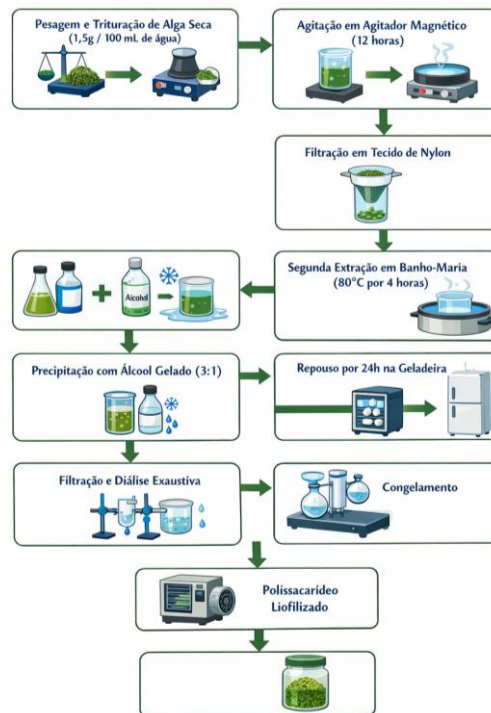 Pesagem e Trituração de Alga Seca
(1,5g / 100 mL de água)
Agitação em Agitador Magnético
(12 horas)
Filtração em Tecido de Nylon
Segunda Extração em Banho-Maria
(80°C por 4 horas)
Alcohol
Precipitação com Álcool Gelado (3:1)
Repouso por 24h na Geladeira
Filtração e Diálise Exaustiva
Congelamento
Polissacarídeo
Liofilizado